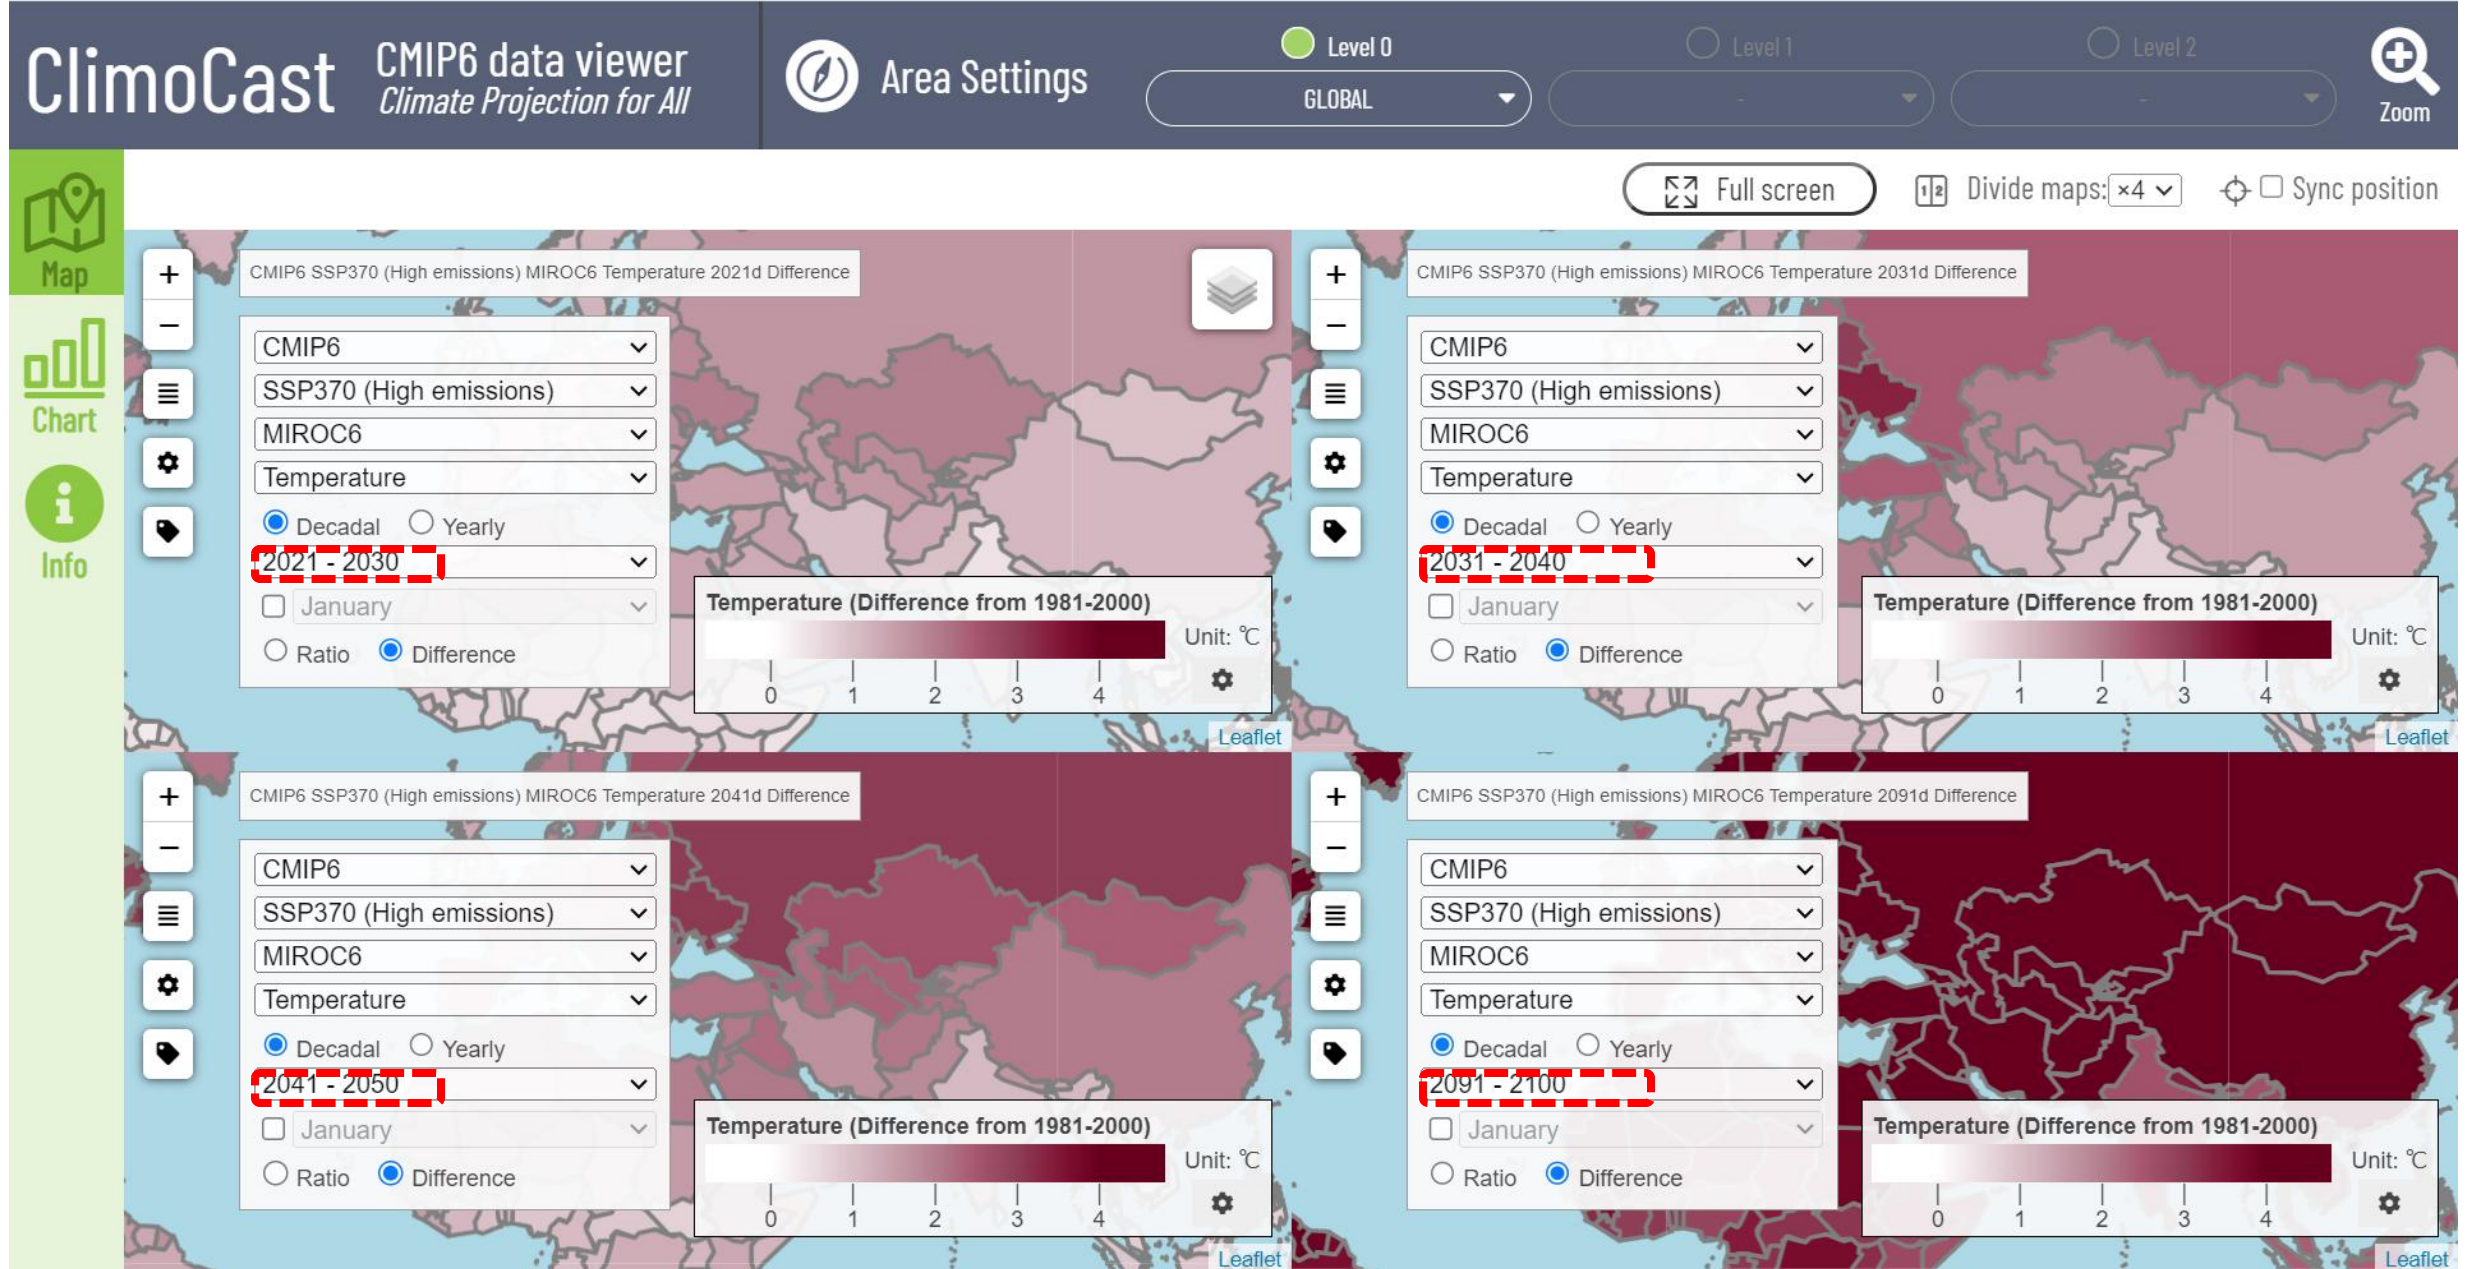 ClimoCast
CMIP6 data viewer
Climate Projection for All
Area Settings
Level 0
GLOBAL
Level 1
-
Level 2
-
Zoom
Full screen
1 2
Divide maps: ×4
Sync position
Map
Chart
i
Info
+
−
CMIP6 SSP370 (High emissions) MIROC6 Temperature 2021d Difference
CMIP6
SSP370 (High emissions)
MIROC6
Temperature
Decadal Yearly
2021 - 2030
January
Ratio Difference
Temperature (Difference from 1981-2000)
Unit: ℃
0 1 2 3 4
Leaflet
+
−
CMIP6 SSP370 (High emissions) MIROC6 Temperature 2031d Difference
CMIP6
SSP370 (High emissions)
MIROC6
Temperature
Decadal Yearly
2031 - 2040
January
Ratio Difference
Temperature (Difference from 1981-2000)
Unit: ℃
0 1 2 3 4
Leaflet
+
−
CMIP6 SSP370 (High emissions) MIROC6 Temperature 2041d Difference
CMIP6
SSP370 (High emissions)
MIROC6
Temperature
Decadal Yearly
2041 - 2050
January
Ratio Difference
Temperature (Difference from 1981-2000)
Unit: ℃
0 1 2 3 4
Leaflet
+
−
CMIP6 SSP370 (High emissions) MIROC6 Temperature 2091d Difference
CMIP6
SSP370 (High emissions)
MIROC6
Temperature
Decadal Yearly
2091 - 2100
January
Ratio Difference
Temperature (Difference from 1981-2000)
Unit: ℃
0 1 2 3 4
Leaflet